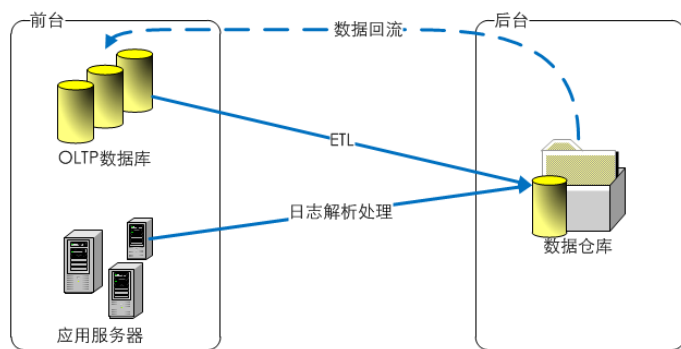 前台
后台
数据回流
OLTP数据库
ETL
日志解析处理
数据仓库
应用服务器